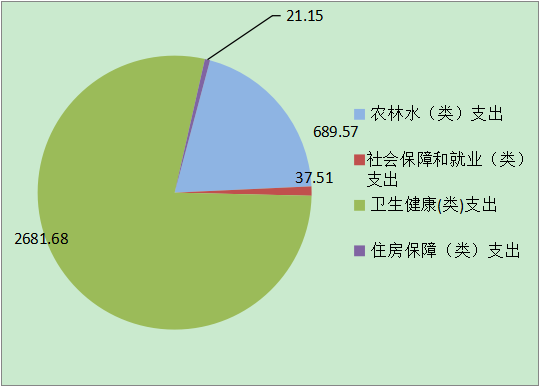 21.15
689.57
37.51
2681.68
农林水（类）支出
社会保障和就业（类）
支出
卫生健康(类)支出
住房保障（类）支出